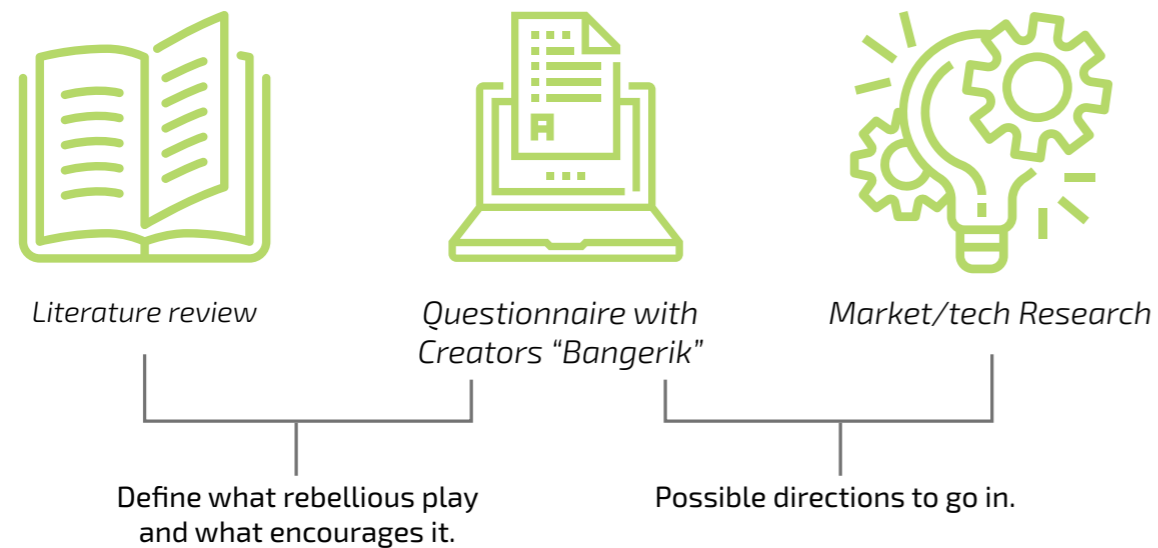 Literature review
Questionnaire with
Creators “Bangerik”
Market/tech Research
Define what rebellious play
and what encourages it.
Possible directions to go in.